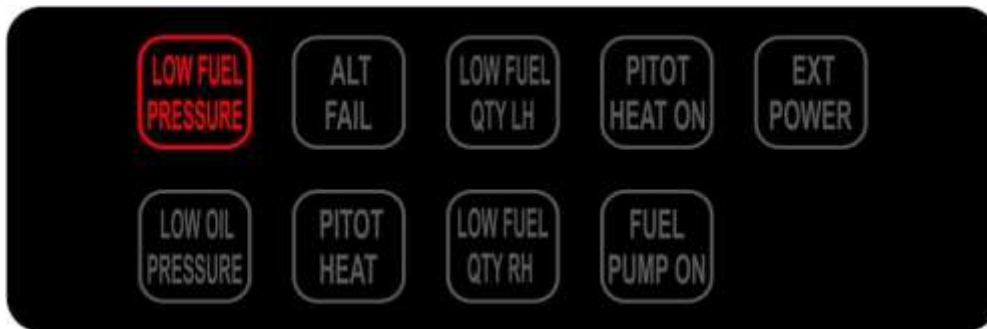 LOW FUEL
PRESSURE
ALT
FAIL
LOW FUEL
QTY LH
PITOT
HEAT ON
EXT
POWER
LOW OIL
PRESSURE
PITOT
HEAT
LOW FUEL
QTY RH
FUEL
PUMP ON